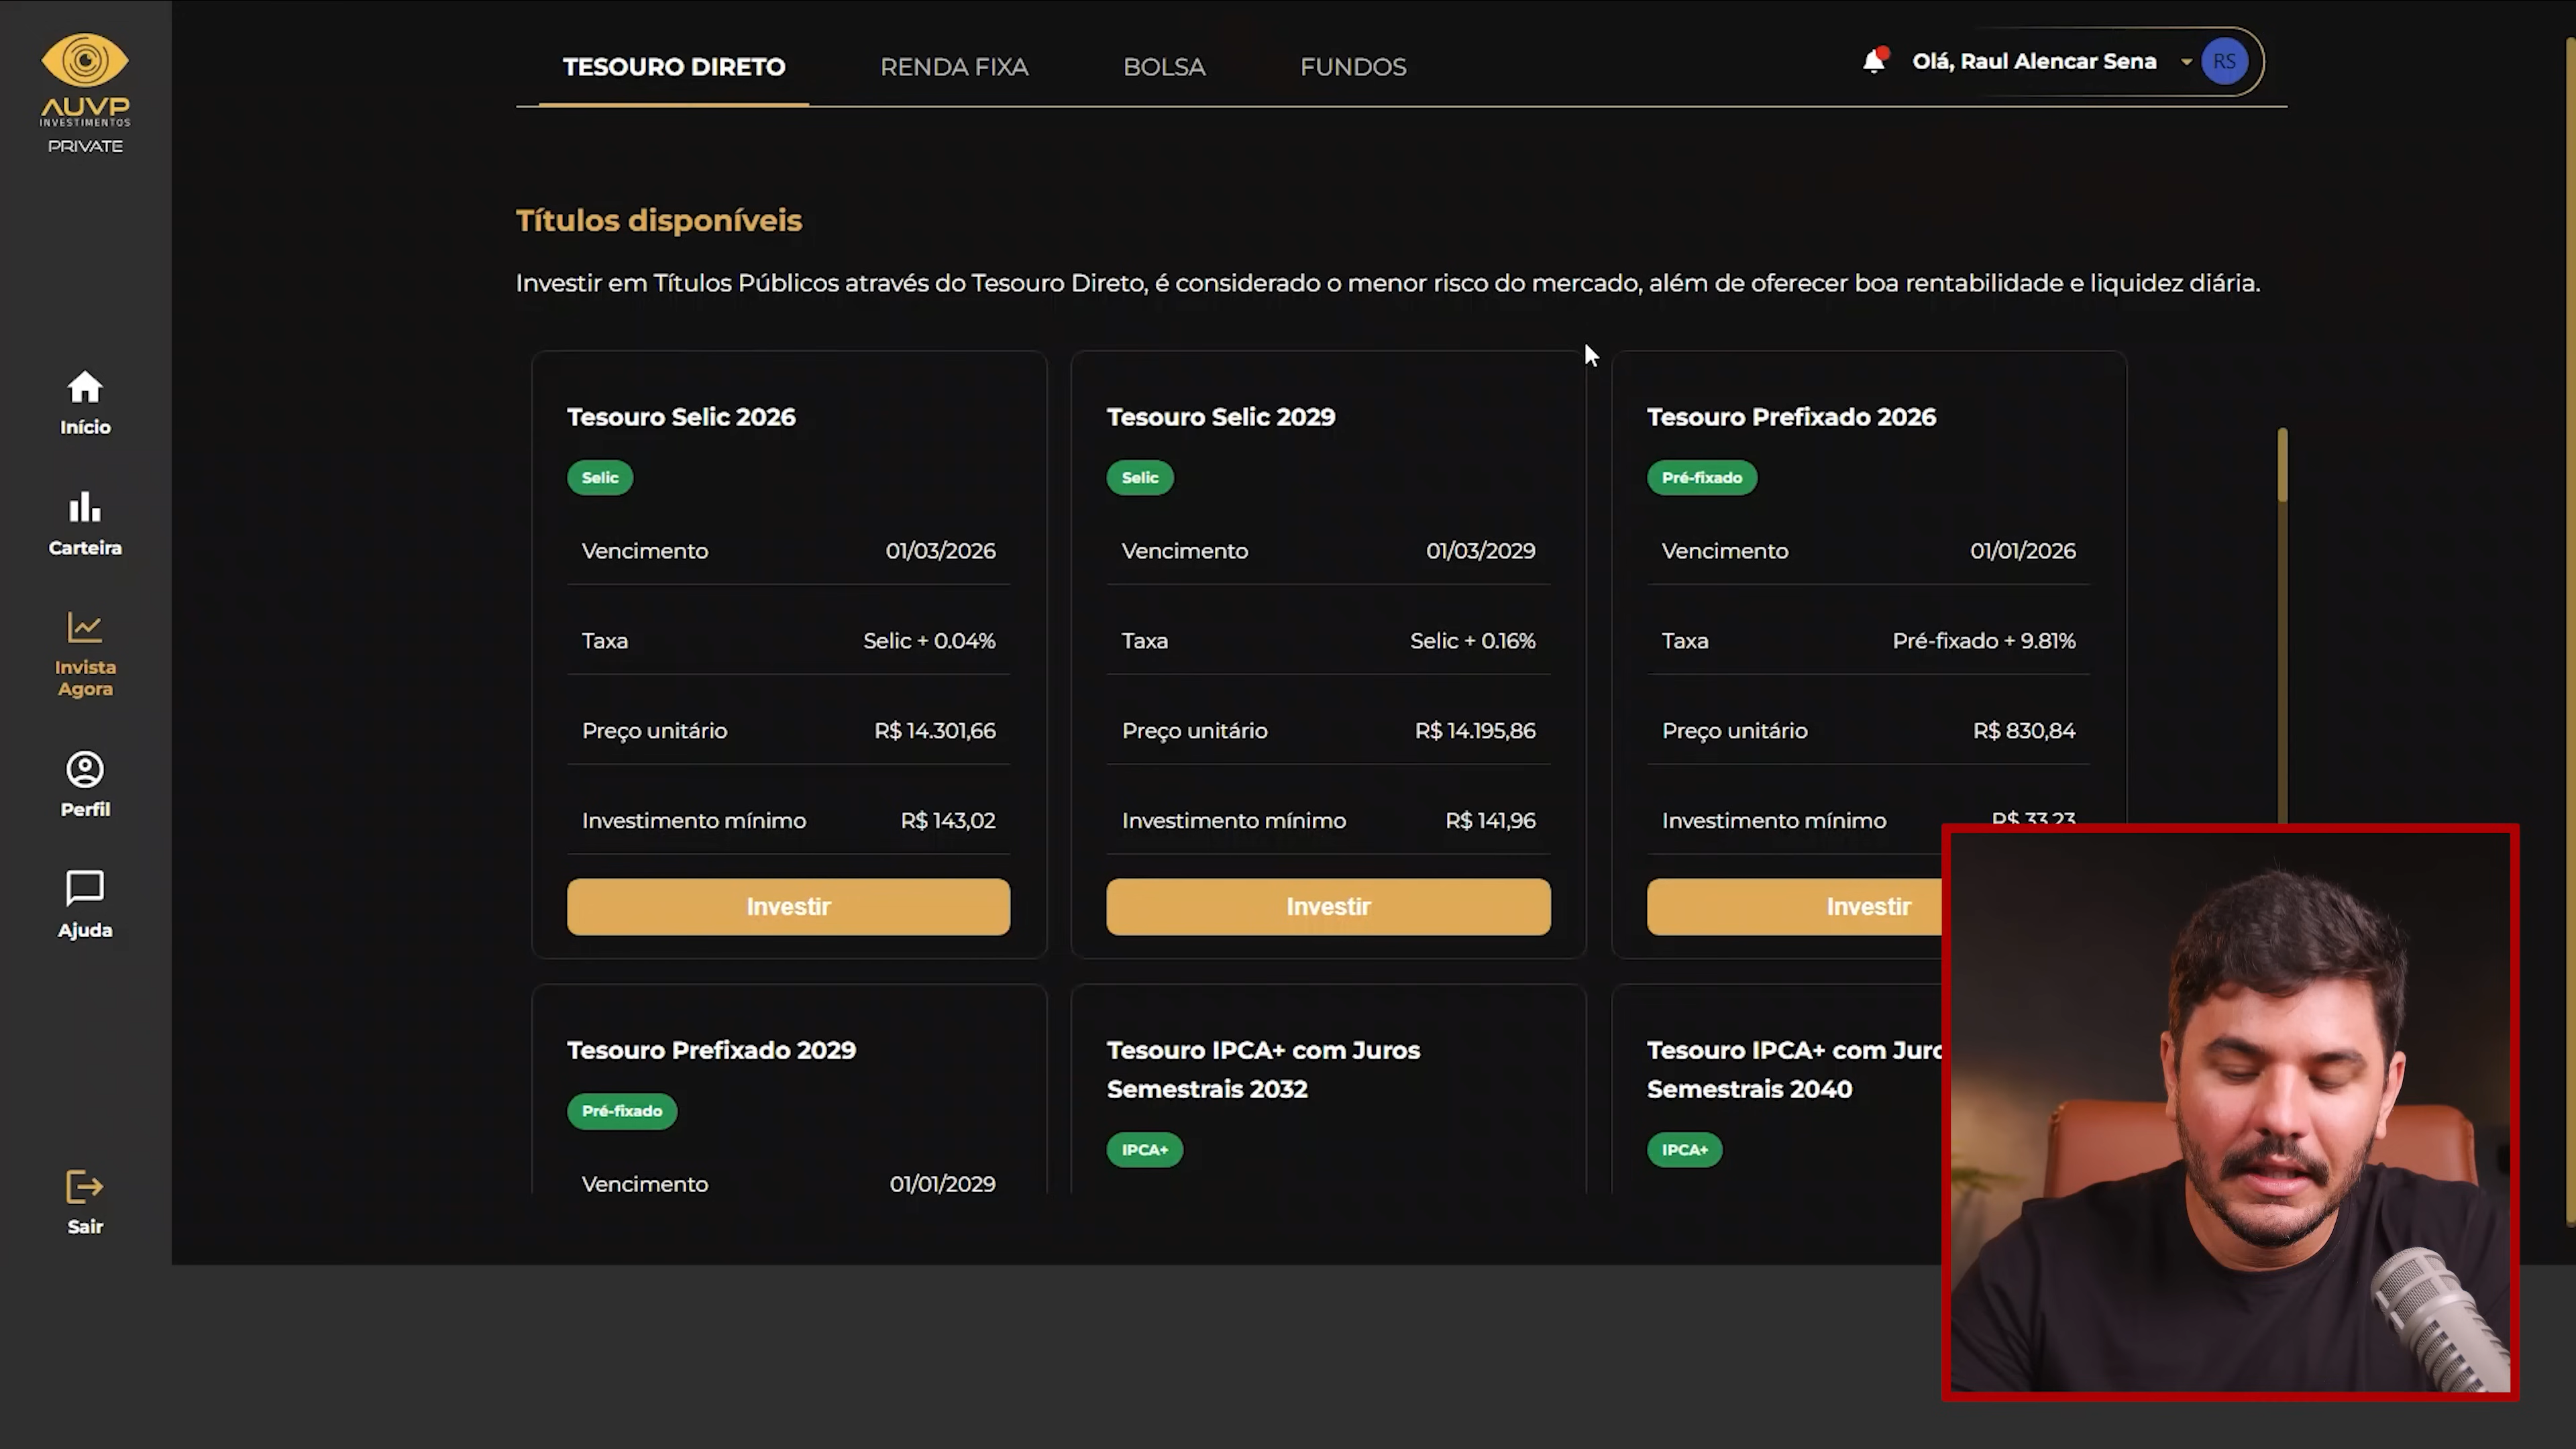 AUVP
INVESTIMENTOS
PRIVATE
TESOURO DIRETO
RENDA FIXA
BOLSA
FUNDOS
Olá, Raul Alencar Sena
RS
Títulos disponíveis
Investir em Títulos Públicos através do Tesouro Direto, é considerado o menor risco do mercado, além de oferecer boa rentabilidade e liquidez diária.
Início
Carteira
Invista
Agora
Perfil
Ajuda
Sair
Tesouro Selic 2026
Selic
Vencimento 01/03/2026
Taxa Selic + 0.04%
Preço unitário R$ 14.301,66
Investimento mínimo R$ 143,02
Investir
Tesouro Selic 2029
Selic
Vencimento 01/03/2029
Taxa Selic + 0.16%
Preço unitário R$ 14.195,86
Investimento mínimo R$ 141,96
Investir
Tesouro Prefixado 2026
Pré-fixado
Vencimento 01/01/2026
Taxa Pré-fixado + 9.81%
Preço unitário R$ 830,84
Investimento mínimo R$ 33,23
Investir
Tesouro Prefixado 2029
Pré-fixado
Vencimento 01/01/2029
Tesouro IPCA+ com Juros
Semestrais 2032
IPCA+
Tesouro IPCA+ com
Semestrais 2040
IPCA+